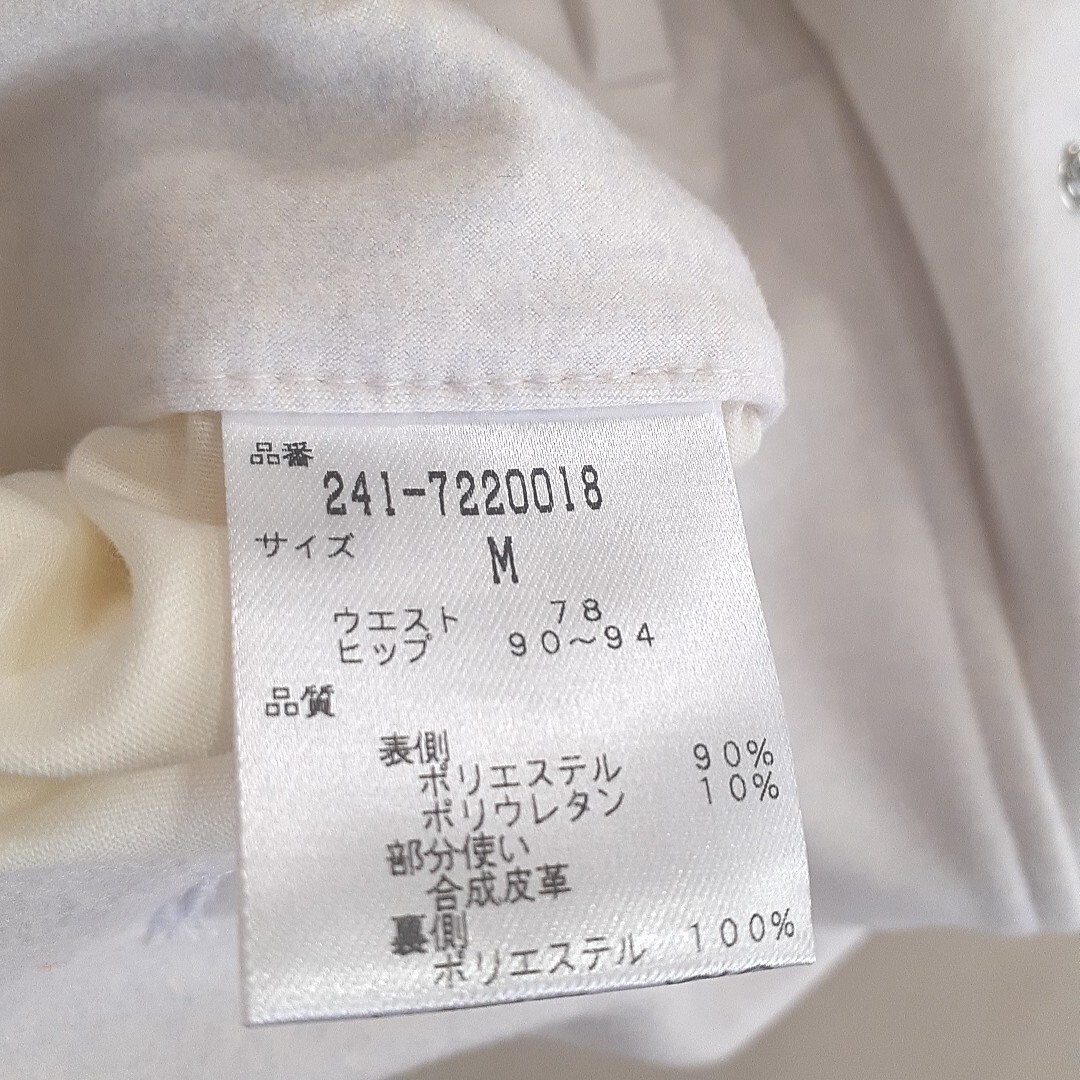 品番
241-7220018
サイズ
M
ウエスト 78
ヒップ 90〜94
品質
表側
ポリエステル 90%
ポリウレタン 10%
部分使い
合成皮革
裏側
ポリエステル 100%